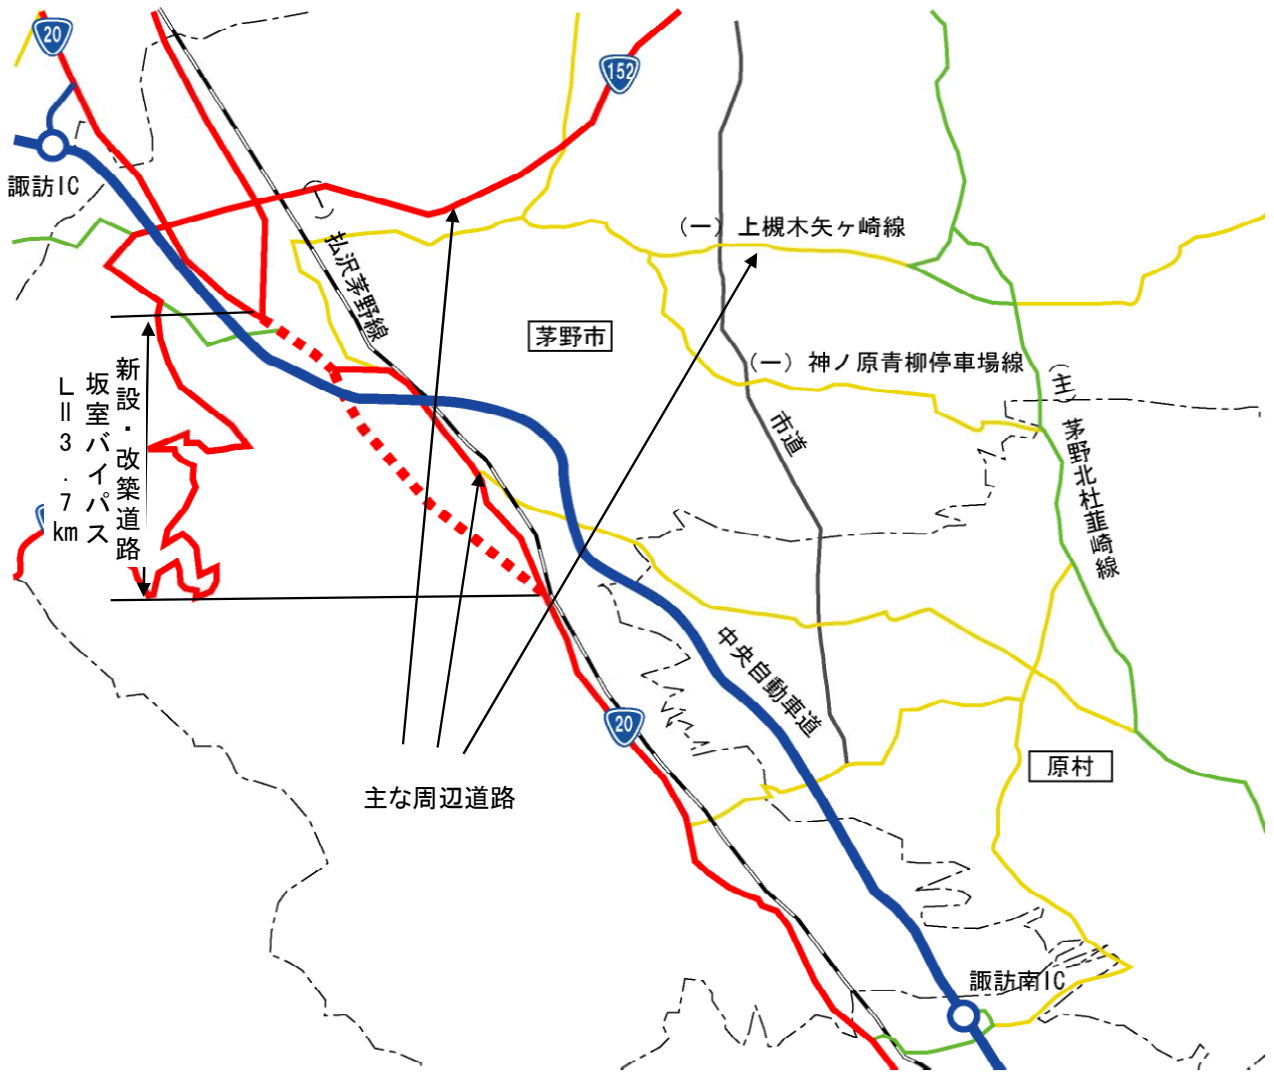 20
152
諏訪IC
(一)
払沢茅野線
(一) 上槻木矢ヶ崎線
茅野市
(一) 神ノ原青柳停車場線
(主) 茅野北杜韮崎線
市道
新設・改築道路
坂室バイパス
L=3.7km
中央自動車道
20
原村
主な周辺道路
諏訪南IC